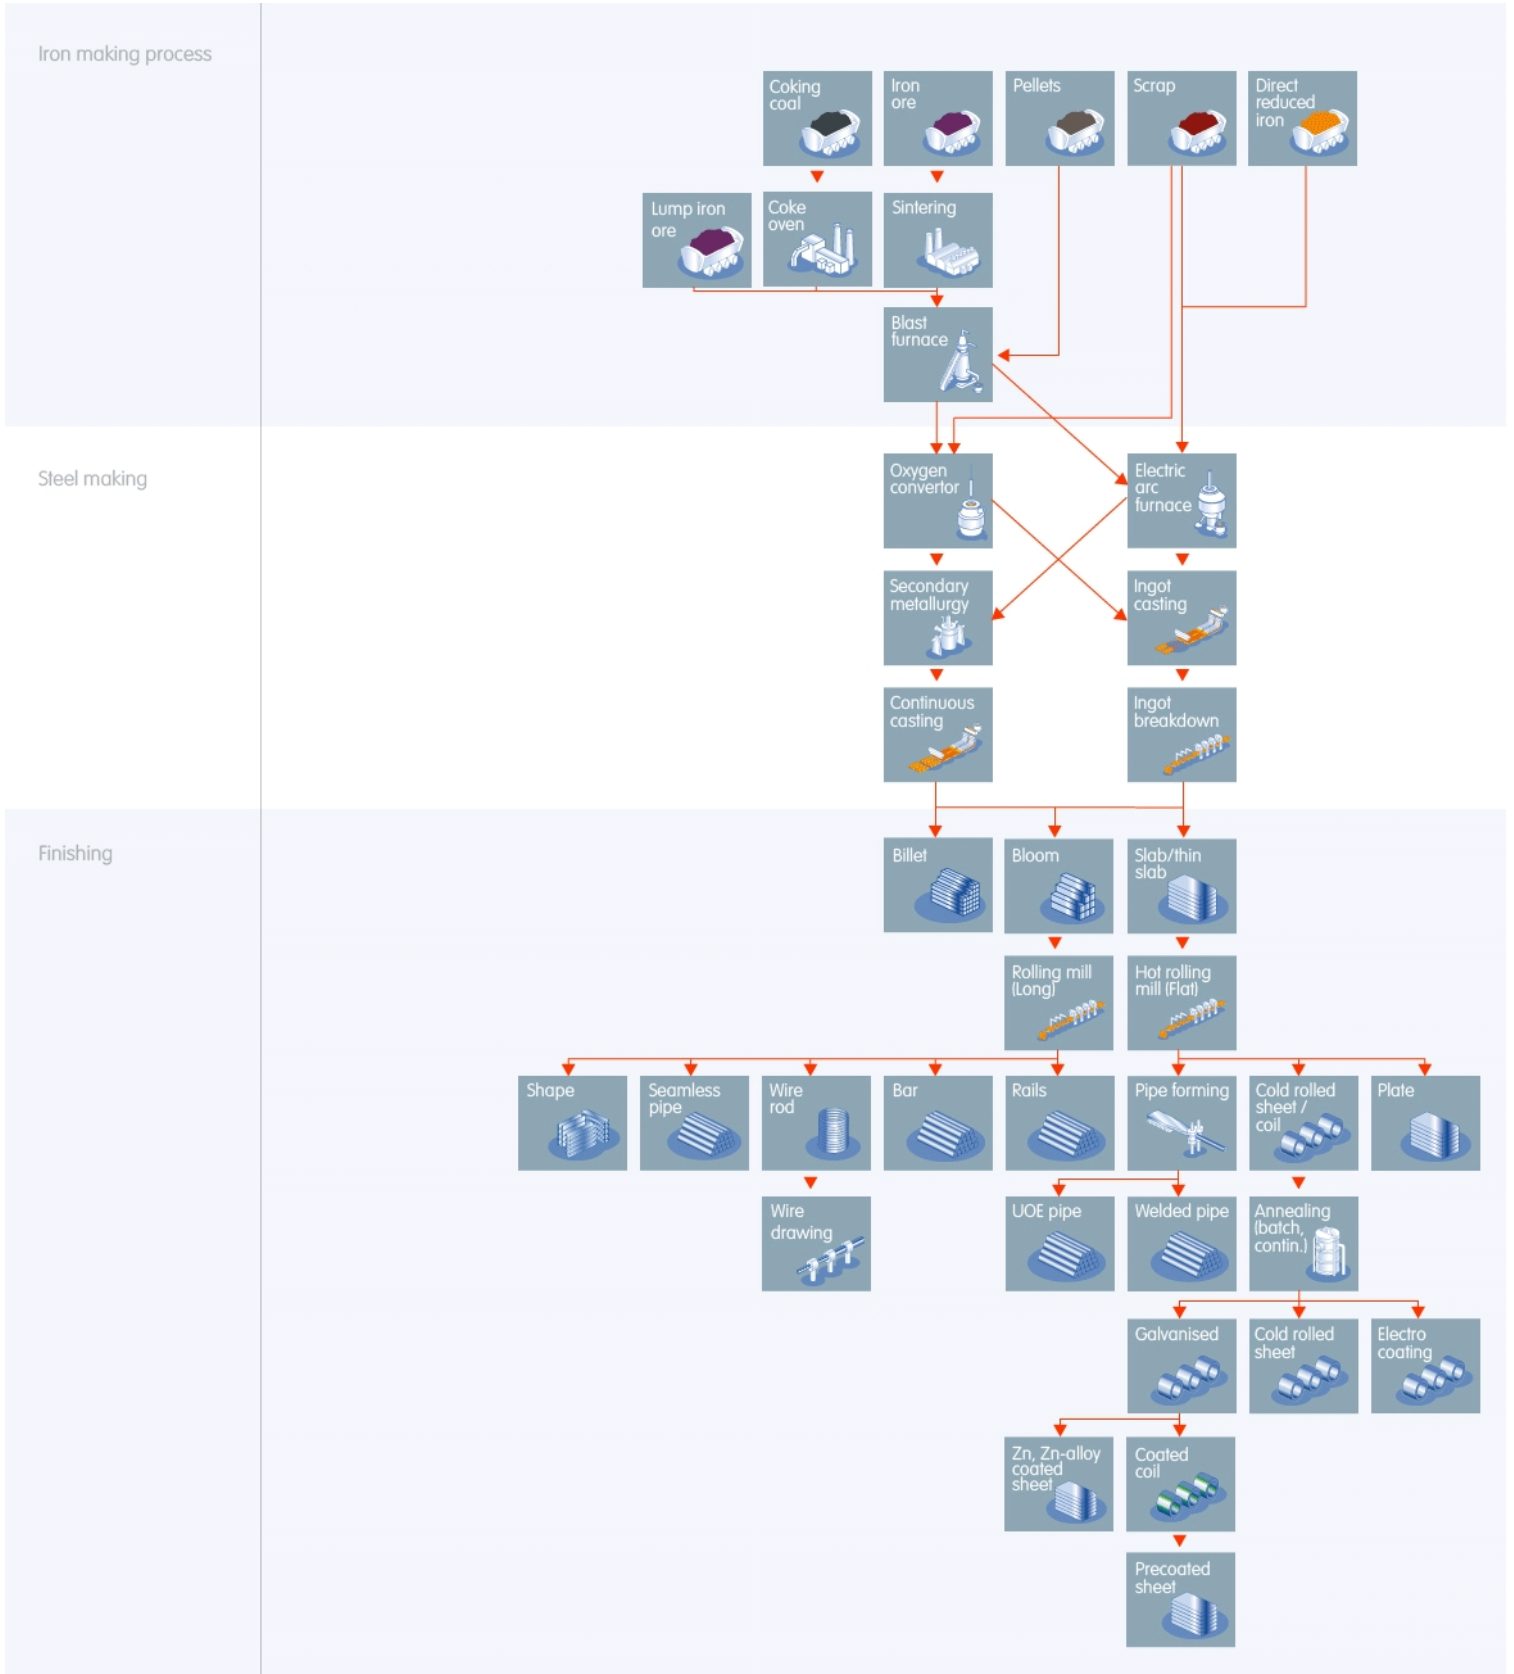 Iron making process
Coking
coal
Iron
ore
Pellets
Scrap
Direct
reduced
iron
Lump iron
ore
Coke
oven
Sintering
Blast
furnace
Steel making
Oxygen
convertor
Electric
arc
furnace
Secondary
metallurgy
Ingot
casting
Continuous
casting
Ingot
breakdown
Finishing
Billet
Bloom
Slab/thin
slab
Rolling mill
(Long)
Hot rolling
mill (Flat)
Shape
Seamless
pipe
Wire
rod
Bar
Rails
Pipe forming
Cold rolled
sheet /
coil
Plate
Wire
drawing
UOE pipe
Welded pipe
Annealing
(batch,
contin.)
Galvanised
Cold rolled
sheet
Electro
coating
Zn, Zn-alloy
coated
sheet
Coated
coil
Precoated
sheet